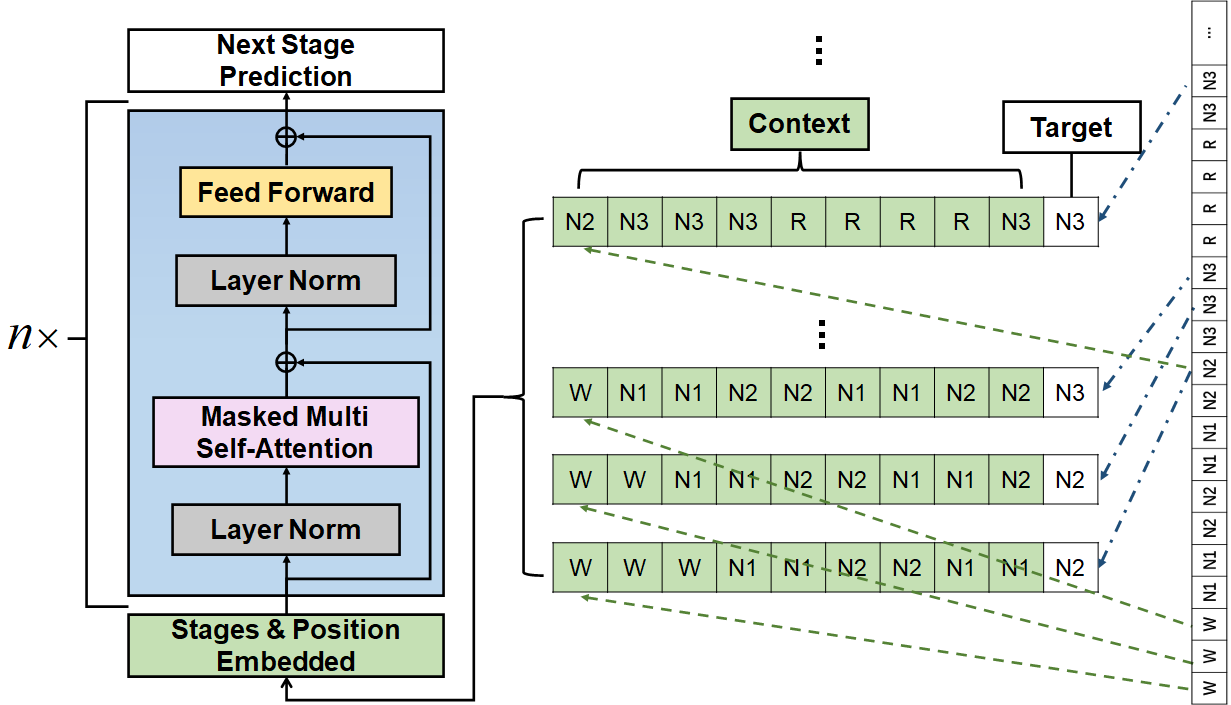 Next Stage
Prediction
Feed Forward
Layer Norm
n×
Masked Multi
Self-Attention
Layer Norm
Stages & Position
Embedded
⋮
Context
Target
N2 N3 N3 N3 R R R R N3 N3
⋮
W N1 N1 N2 N2 N1 N1 N2 N2 N3
W W N1 N1 N2 N2 N1 N1 N2 N2
W W W N1 N1 N2 N2 N1 N1 N2
...
N3
N3
R
R
R
R
N3
N3
N3
N2
N2
N1
N1
N2
N2
N1
N1
W
W
W